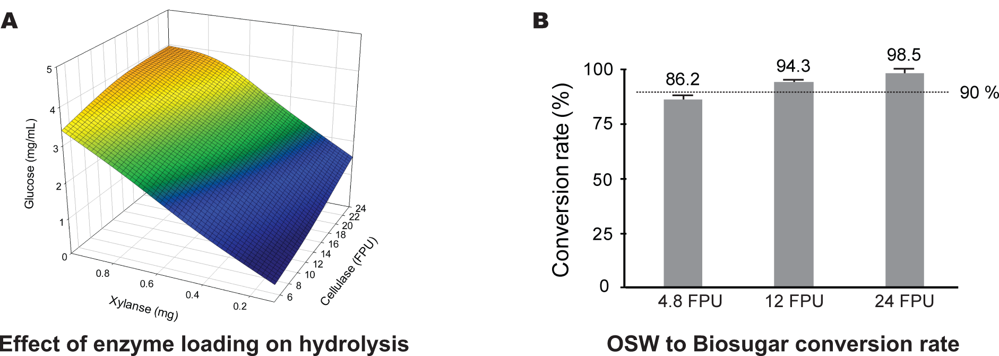 A
5
4
3
2
1
0
Glucose (mg/mL)
0.8
0.6
0.4
0.2
Xylanse (mg)
24
22
20
18
16
14
12
10
8
6
Cellulase (FPU)
Effect of enzyme loading on hydrolysis
B
Conversion rate (%)
100
75
50
25
0
86.2
94.3
98.5
90 %
4.8 FPU
12 FPU
24 FPU
OSW to Biosugar conversion rate